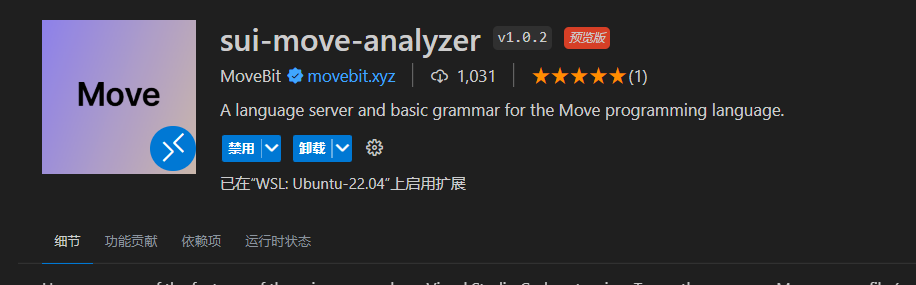 sui-move-analyzer v1.0.2 预览版
Move
MoveBit movebit.xyz 1,031 (1)
A language server and basic grammar for the Move programming language.
禁用 卸载
已在"WSL: Ubuntu-22.04"上启用扩展
细节 功能贡献 依赖项 运行时状态